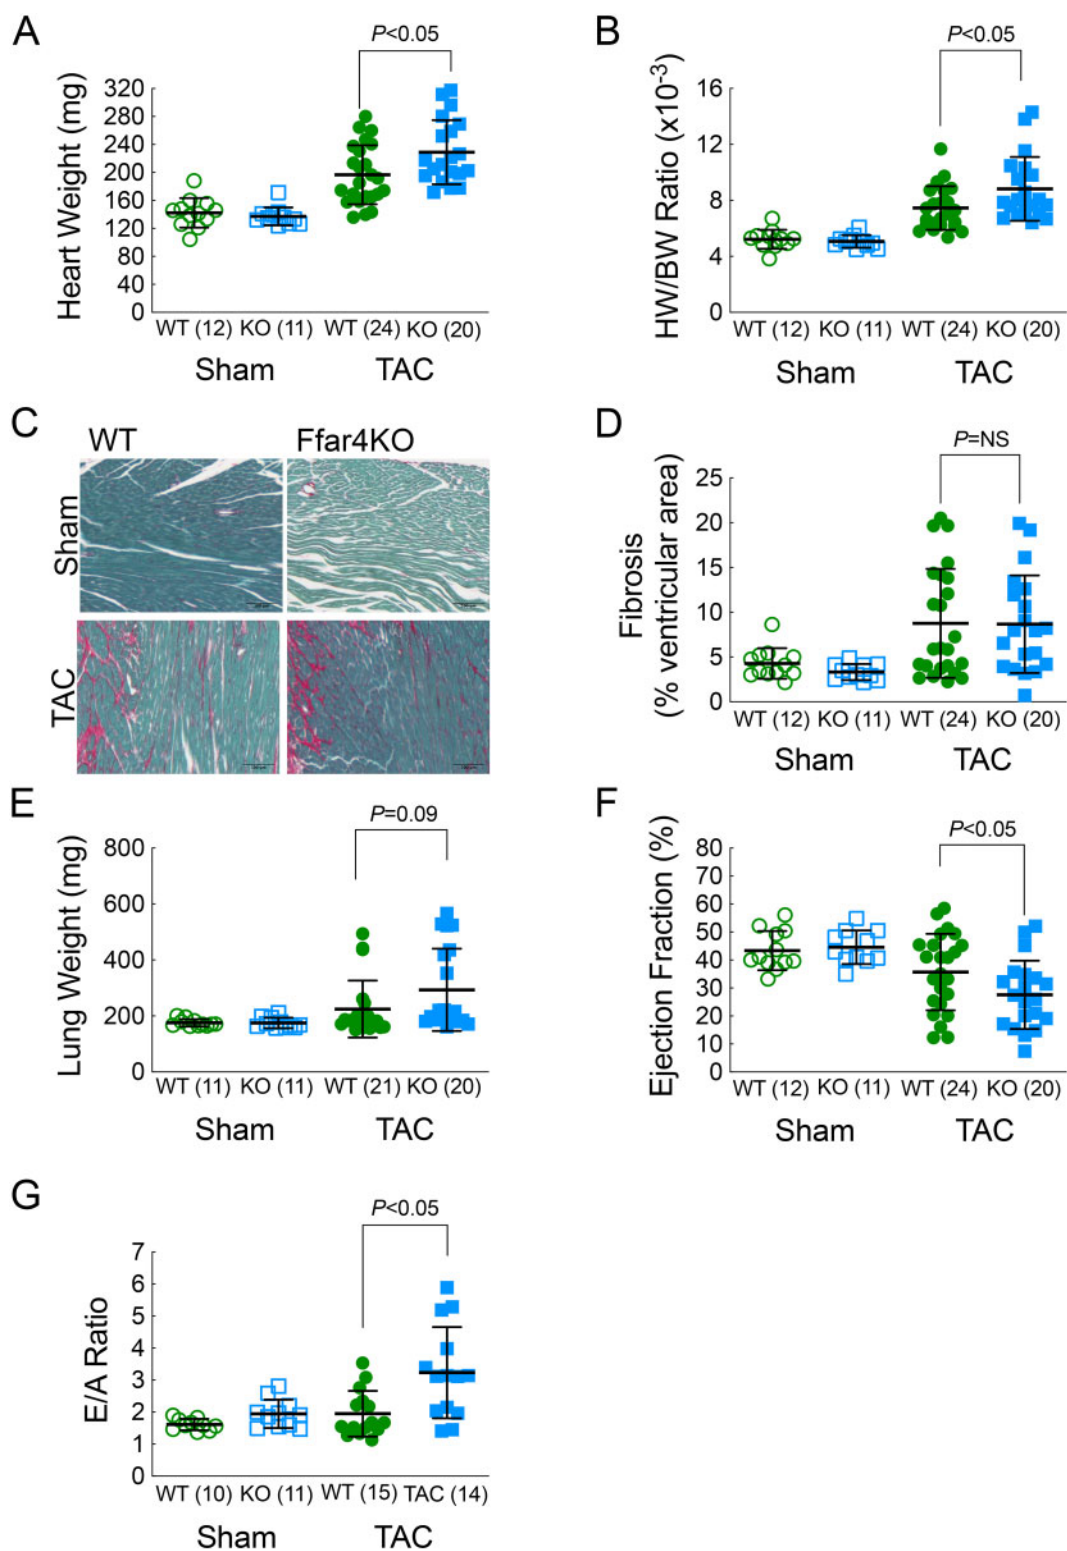 A
P<0.05
Heart Weight (mg)
320
280
240
200
160
120
80
40
0
WT (12) KO (11) WT (24) KO (20)
Sham TAC
B
P<0.05
HW/BW Ratio (x10-3)
16
12
8
4
0
WT (12) KO (11) WT (24) KO (20)
Sham TAC
C
WT Ffar4KO
Sham
TAC
D
P=NS
Fibrosis
(% ventricular area)
25
20
15
10
5
0
WT (12) KO (11) WT (24) KO (20)
Sham TAC
E
P=0.09
Lung Weight (mg)
800
600
400
200
0
WT (11) KO (11) WT (21) KO (20)
Sham TAC
F
P<0.05
Ejection Fraction (%)
80
70
60
50
40
30
20
10
0
WT (12) KO (11) WT (24) KO (20)
Sham TAC
G
P<0.05
E/A Ratio
7
6
5
4
3
2
1
0
WT (10) KO (11) WT (15) TAC (14)
Sham TAC